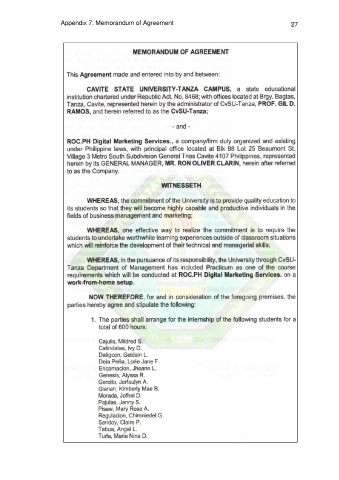 Appendix 7. Memorandum of Agreement
27
MEMORANDUM OF AGREEMENT
This Agreement made and entered into by and between:
CAVITE STATE UNIVERSITY-TANZA CAMPUS, a state educational
institution chartered under Republic Act. No. 8468; with offices located at Brgy. Bagtas,
Tanza, Cavite, represented herein by the administrator of CvSU-Tanza, PROF. GIL D.
RAMOS, and herein referred to as the CvSU-Tanza;
- and -
ROC.PH Digital Marketing Services., a company/firm duly organized and existing
under Philippine laws, with principal office located at Blk 98 Lot 25 Beaumont St.
Village 3 Metro South Subdivision General Trias Cavite 4107 Philippines, represented
herein by its GENERAL MANAGER, MR. RON OLIVER CLARIN, herein after referred
to as the Company.
WITNESSETH
WHEREAS, the commitment of the University is to provide quality education to
its students so that they will become highly capable and productive individuals in the
fields of business management and marketing;
WHEREAS, one effective way to realize the commitment is to require the
students to undertake worthwhile learning experiences outside of classroom situations
which will reinforce the development of their technical and managerial skills;
WHEREAS, in the pursuance of its responsibility, the University through CvSU-
Tanza Department of Management has included Practicum as one of the course
requirements which will be conducted at ROC.PH Digital Marketing Services. on a
work-from-home setup.
NOW THEREFORE, for and in consideration of the foregoing premises, the
parties hereby agree and stipulate the following:
1. The parties shall arrange for the internship of the following students for a
total of 600 hours:
Cajulis, Mildred S.
Calindatas, Ivy O.
Daligcon, Geldain L.
Dela Peña, Lorie Jane F.
Encarnacion, Jheann L.
Genesis, Alyssa R.
Gerollo, Jerfaulyn A.
Gianan, Kimberly Mae B.
Morada, Jofhel D.
Pajulas, Jenny S.
Pisaw, Mary Rose A.
Regulacion, Chimniedel G.
Sandoy, Claire P.
Tabua, Angel L.
Tuña, Maria Nina D.